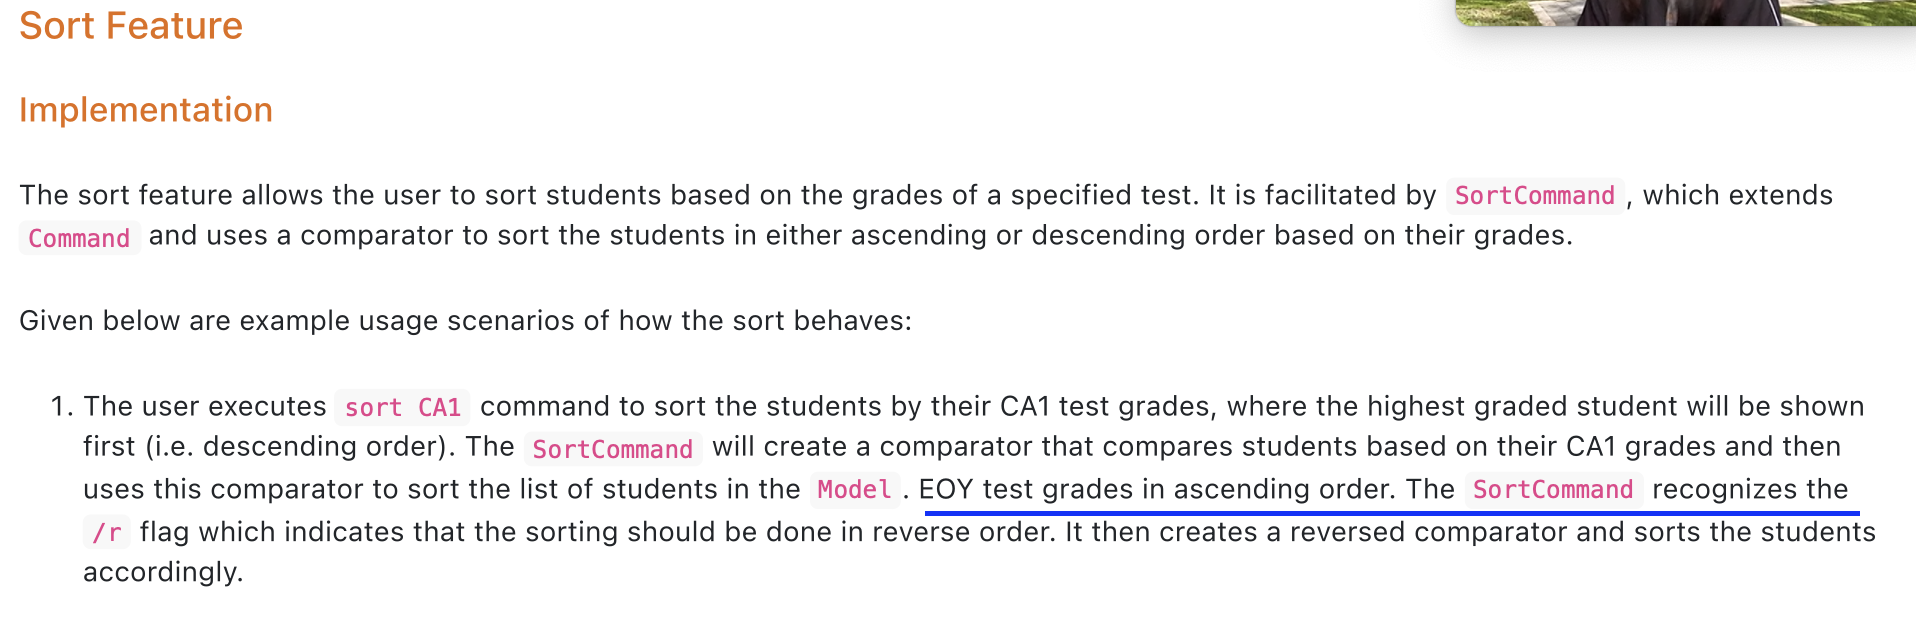 Sort Feature
Implementation
The sort feature allows the user to sort students based on the grades of a specified test. It is facilitated by SortCommand, which extends
Command and uses a comparator to sort the students in either ascending or descending order based on their grades.
Given below are example usage scenarios of how the sort behaves:
1. The user executes sort CA1 command to sort the students by their CA1 test grades, where the highest graded student will be shown
first (i.e. descending order). The SortCommand will create a comparator that compares students based on their CA1 grades and then
uses this comparator to sort the list of students in the Model. EOY test grades in ascending order. The SortCommand recognizes the
/r flag which indicates that the sorting should be done in reverse order. It then creates a reversed comparator and sorts the students
accordingly.